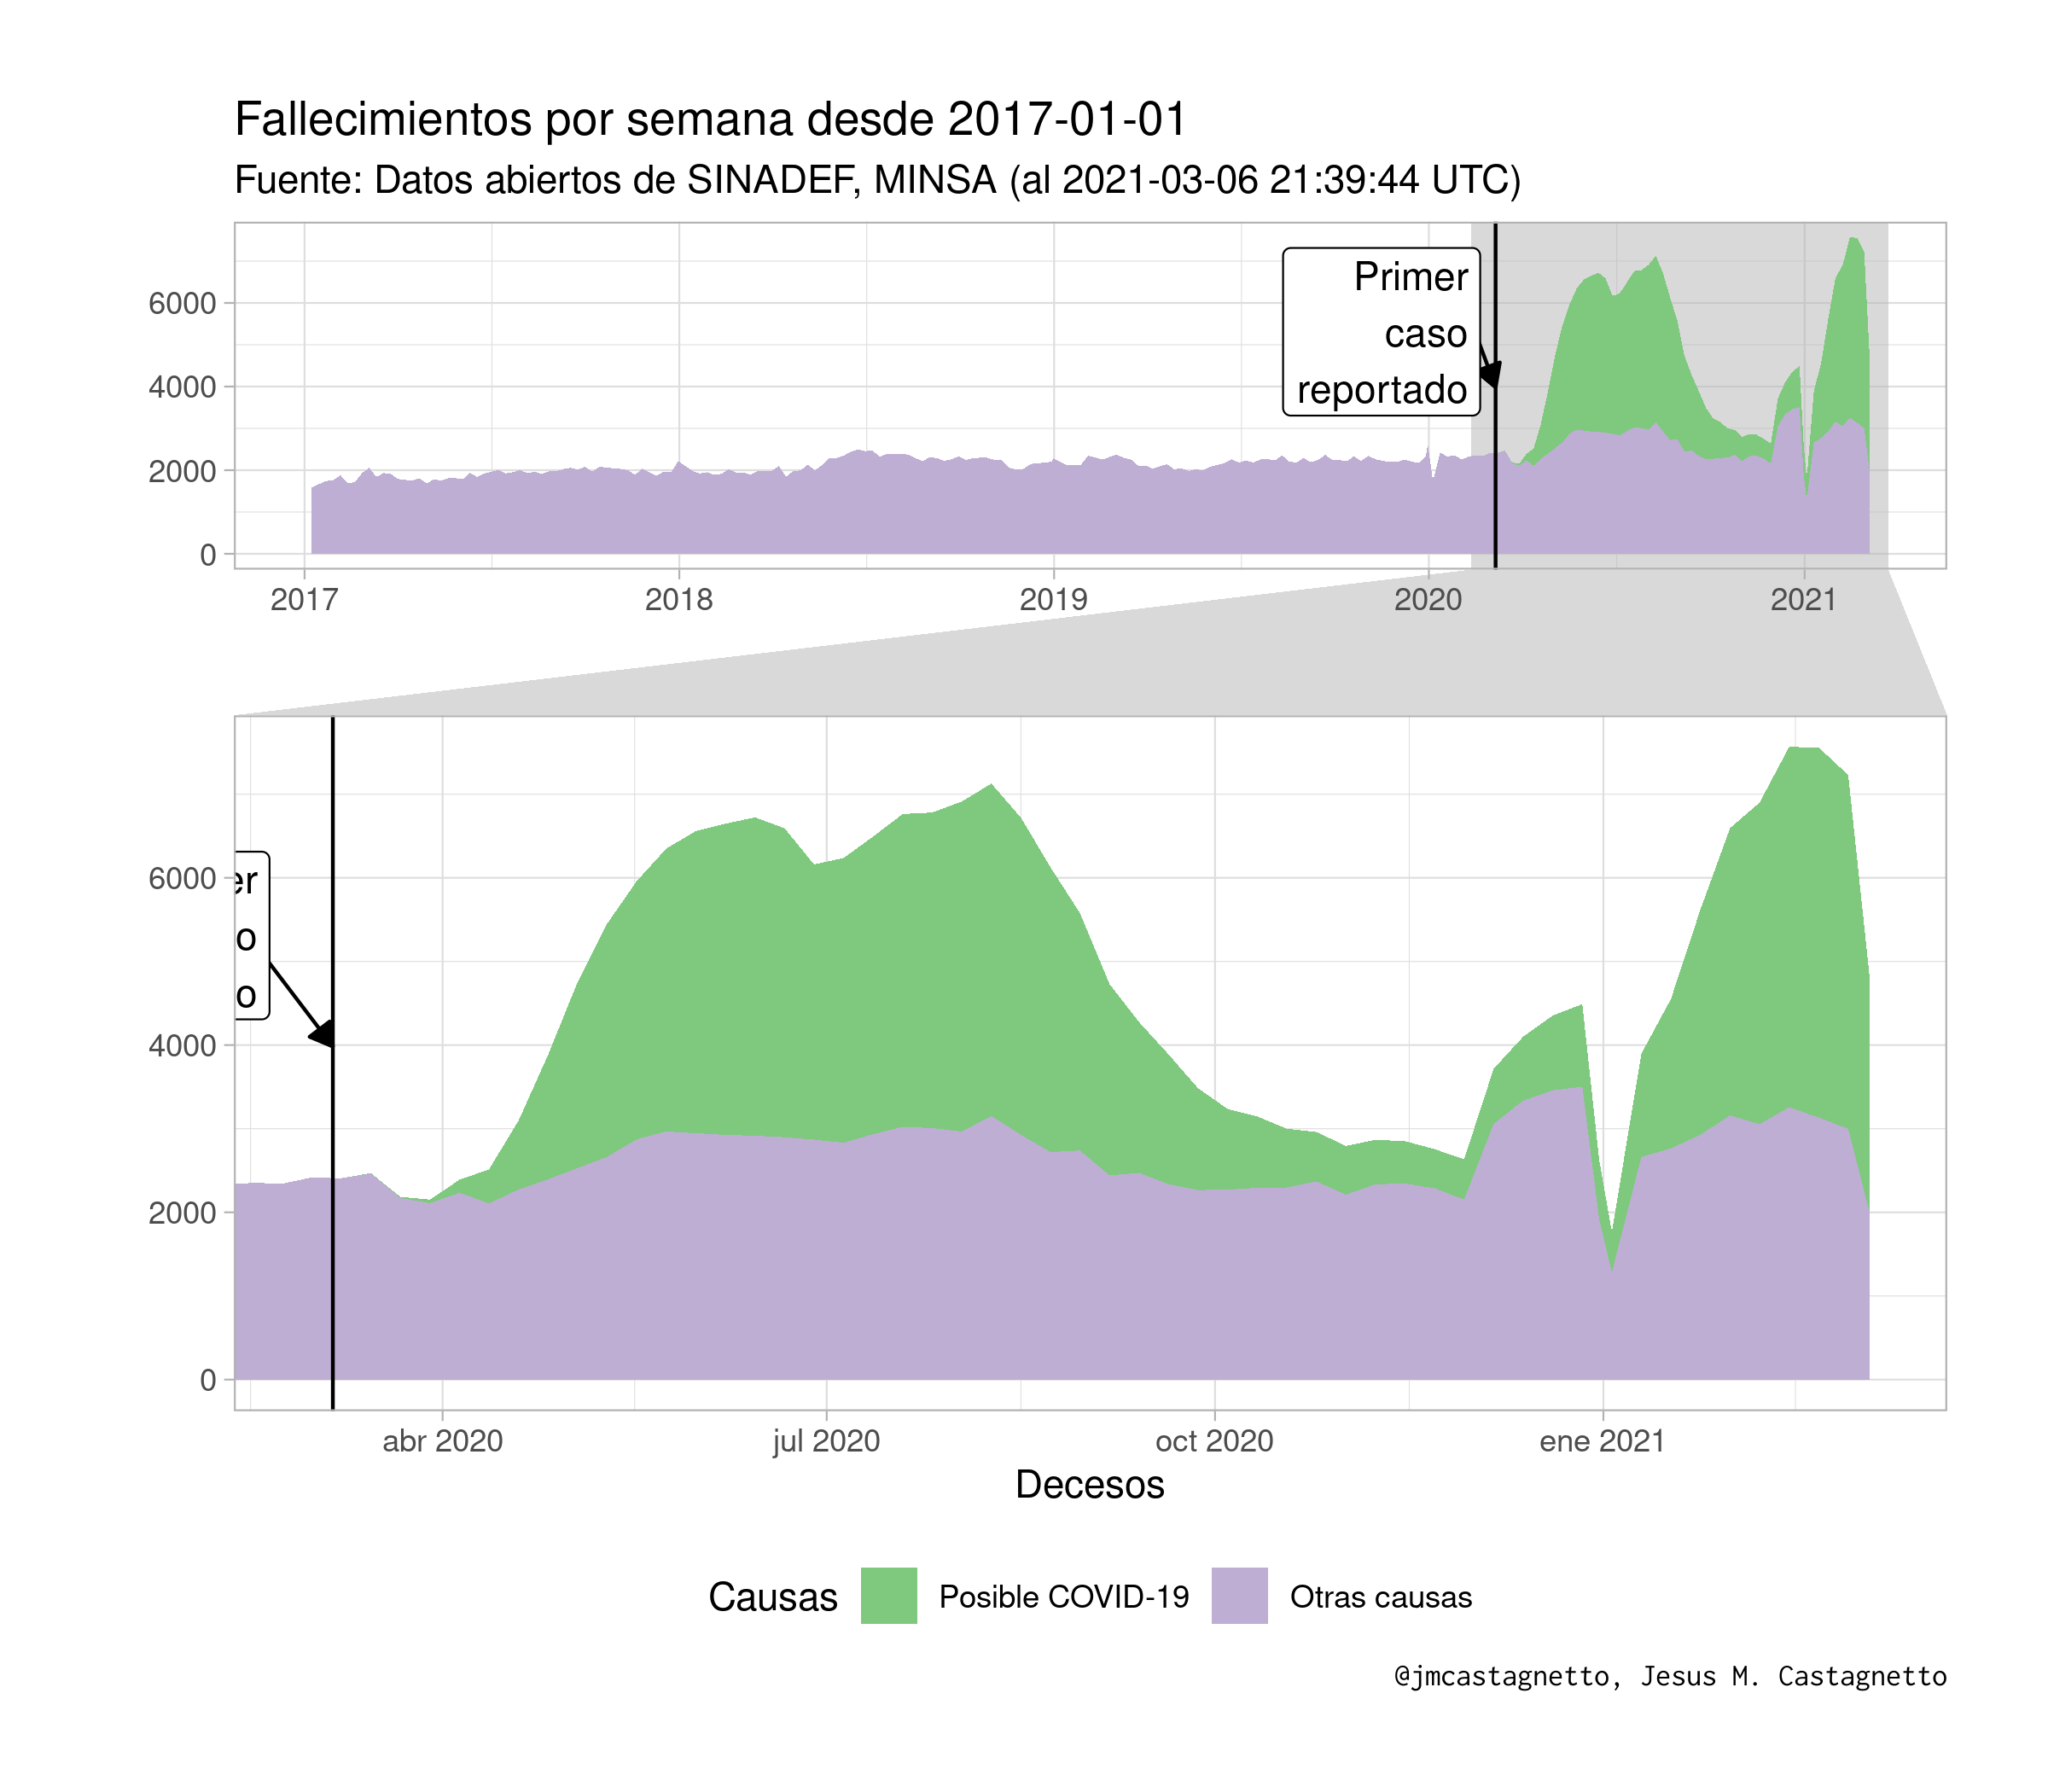 Fallecimientos por semana desde 2017-01-01
Fuente: Datos abiertos de SINADEF, MINSA (al 2021-03-06 21:39:44 UTC)
Primer
caso
reportado
6000
4000
2000
0
2017 2018 2019 2020 2021
er
o
o
6000
4000
2000
0
abr 2020 jul 2020 oct 2020 ene 2021
Decesos
Causas Posible COVID-19 Otras causas
@jmcastagnetto, Jesus M. Castagnetto